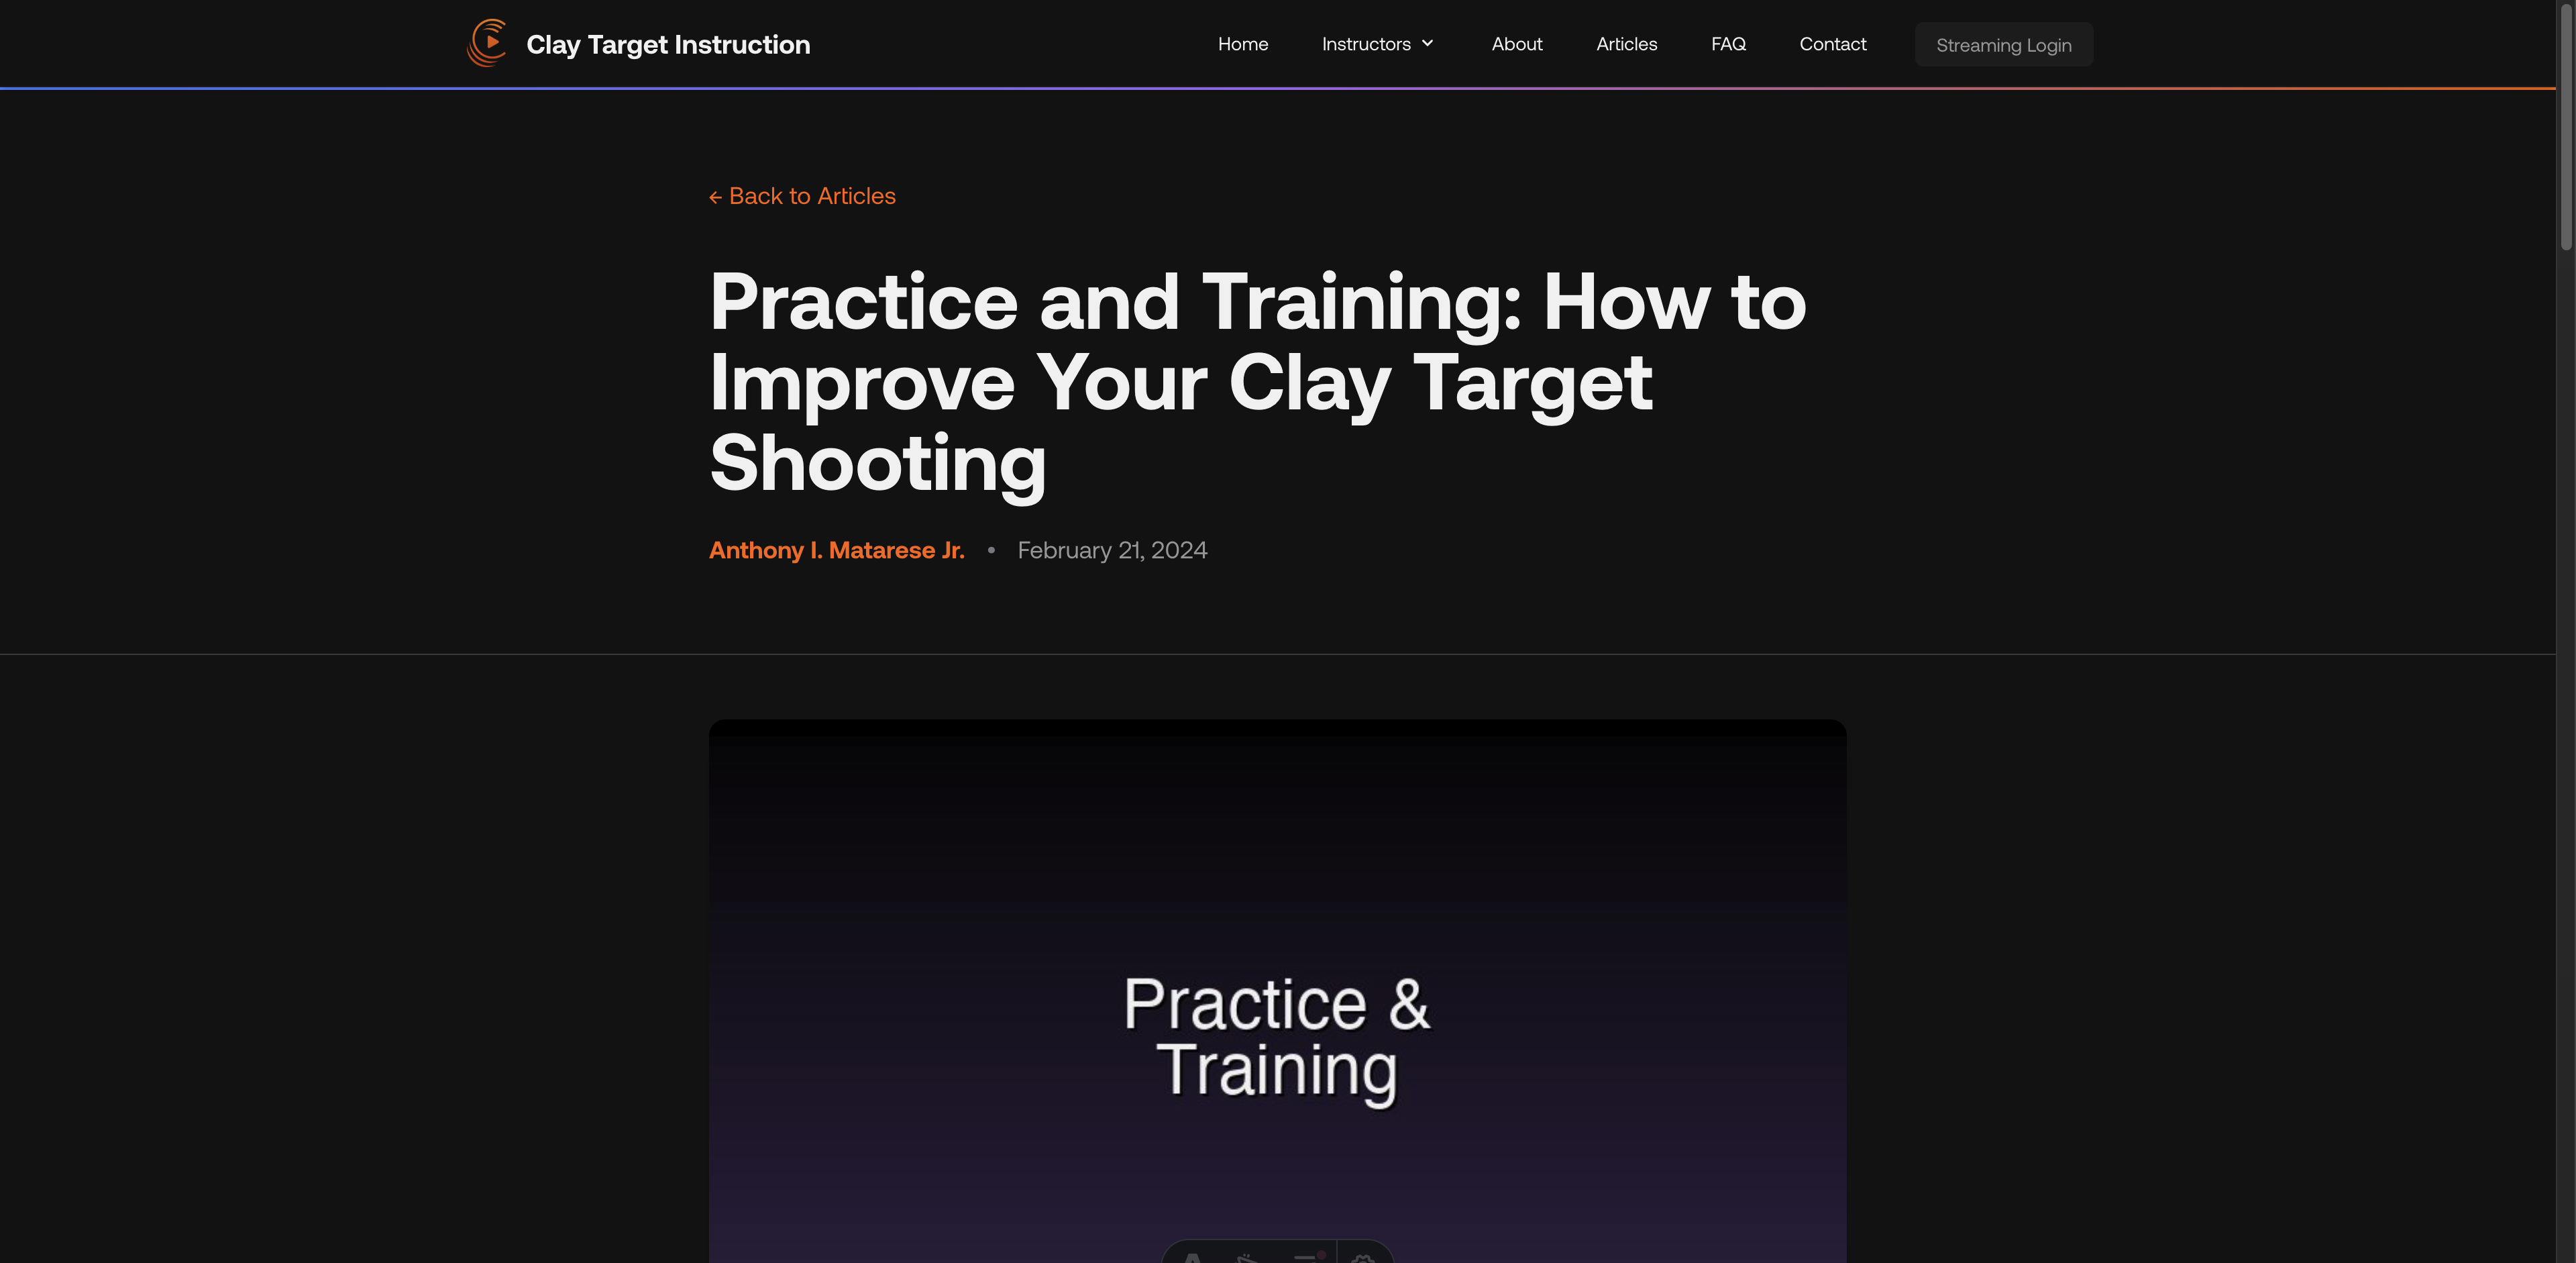 Clay Target Instruction
Home
Instructors
About
Articles
FAQ
Contact
Streaming Login
← Back to Articles
Practice and Training: How to
Improve Your Clay Target
Shooting
Anthony I. Matarese Jr. • February 21, 2024
Practice &
Training